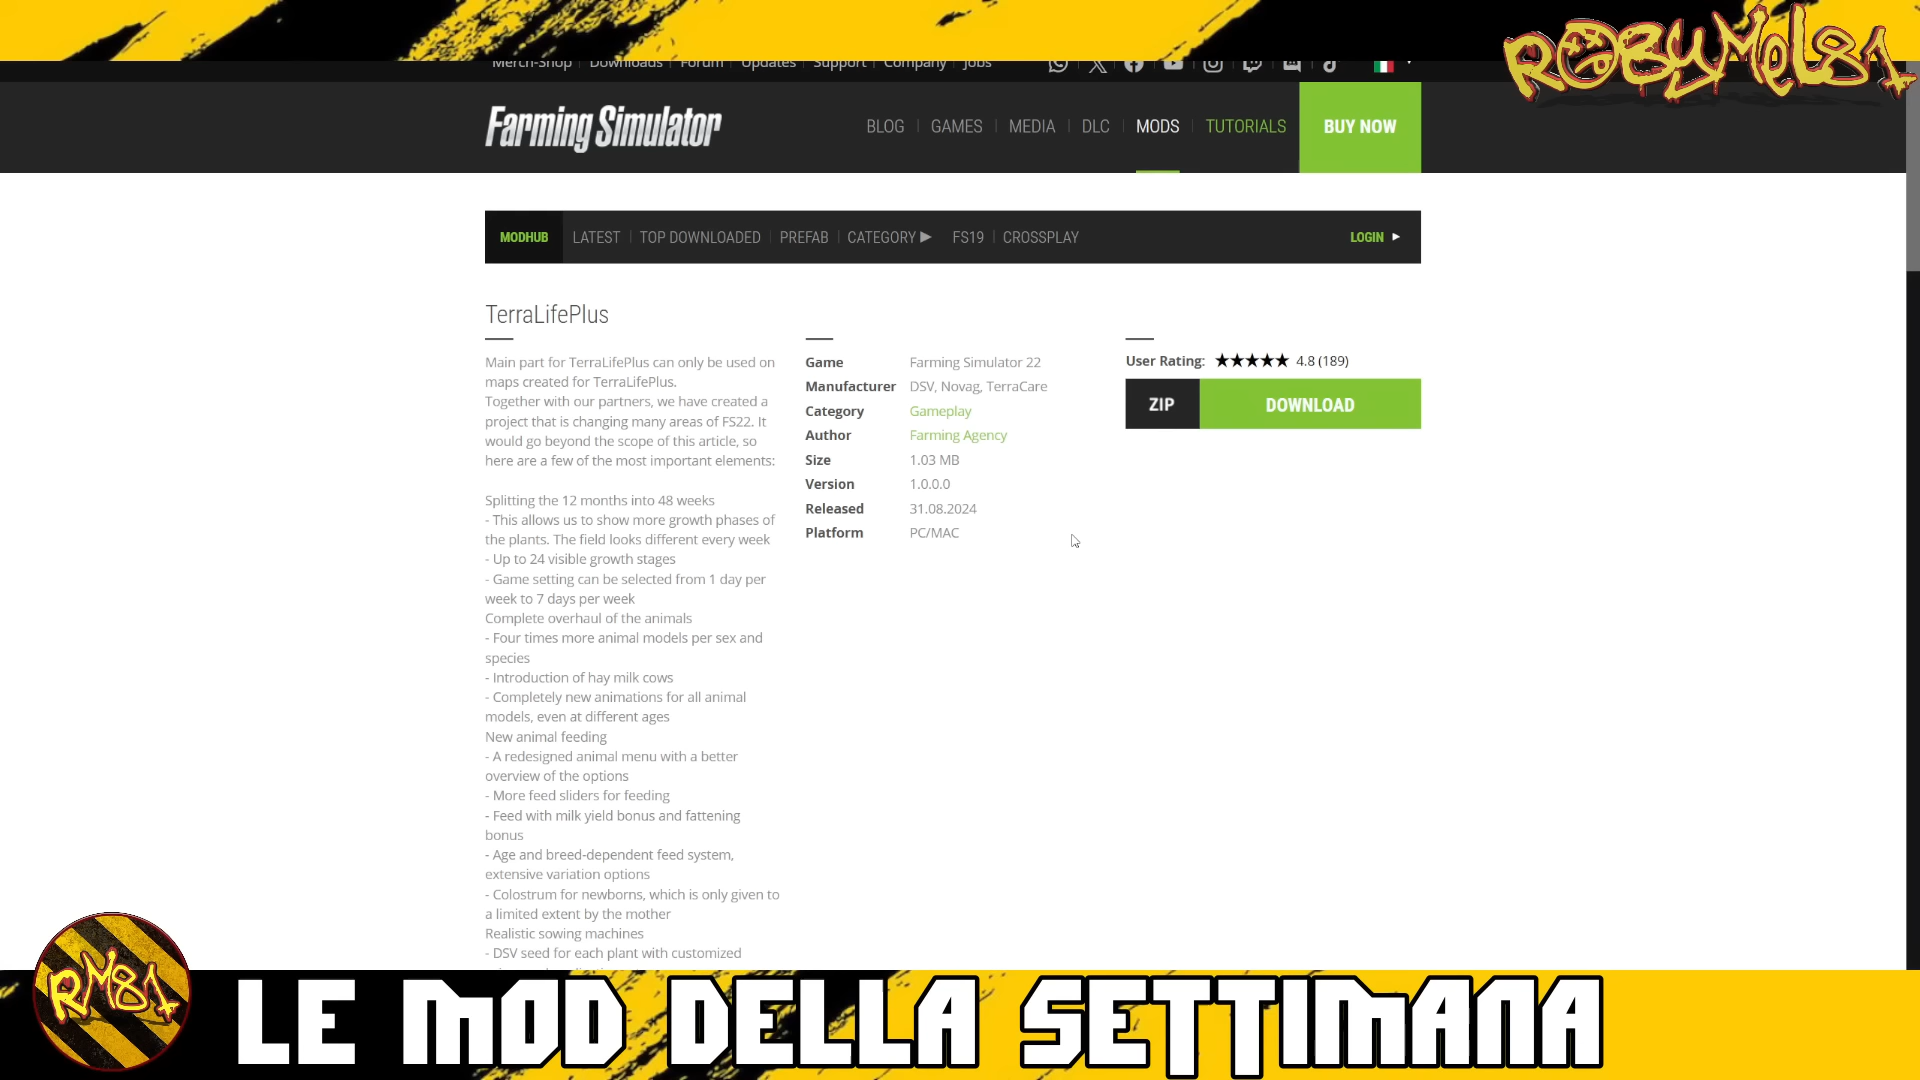 RobyMel81
Merch-Shop Downloads Forum Updates Support Company Jobs
Farming Simulator
BLOG GAMES MEDIA DLC MODS TUTORIALS BUY NOW
MODHUB LATEST TOP DOWNLOADED PREFAB CATEGORY FS19 CROSSPLAY LOGIN
TerraLifePlus
Main part for TerraLifePlus can only be used on
maps created for TerraLifePlus.
Together with our partners, we have created a
project that is changing many areas of FS22. It
would go beyond the scope of this article, so
here are a few of the most important elements:
Splitting the 12 months into 48 weeks
- This allows us to show more growth phases of
the plants. The field looks different every week
- Up to 24 visible growth stages
- Game setting can be selected from 1 day per
week to 7 days per week
Complete overhaul of the animals
- Four times more animal models per sex and
species
- Introduction of hay milk cows
- Completely new animations for all animal
models, even at different ages
New animal feeding
- A redesigned animal menu with a better
overview of the options
- More feed sliders for feeding
- Feed with milk yield bonus and fattening
bonus
- Age and breed-dependent feed system,
extensive variation options
- Colostrum for newborns, which is only given to
a limited extent by the mother
Realistic sowing machines
- DSV seed for each plant with customized
Game Farming Simulator 22
Manufacturer DSV, Novag, TerraCare
Category Gameplay
Author Farming Agency
Size 1.03 MB
Version 1.0.0.0
Released 31.08.2024
Platform PC/MAC
User Rating: ★★★★★ 4.8 (189)
ZIP DOWNLOAD
RM81
LE MOD DELLA SETTIMANA